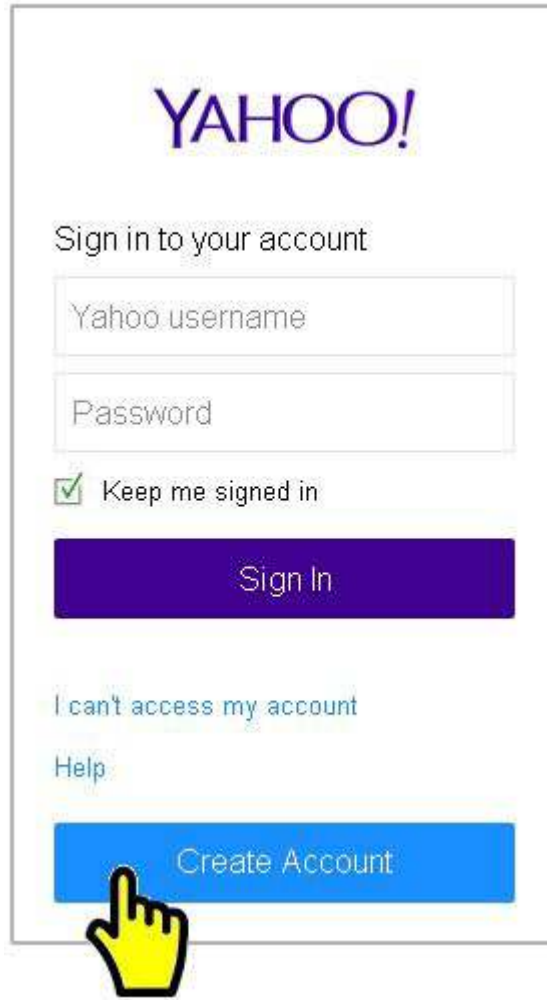 YAHOO!
Sign in to your account
Yahoo username
Password
Keep me signed in
Sign In
I can't access my account
Help
Create Account